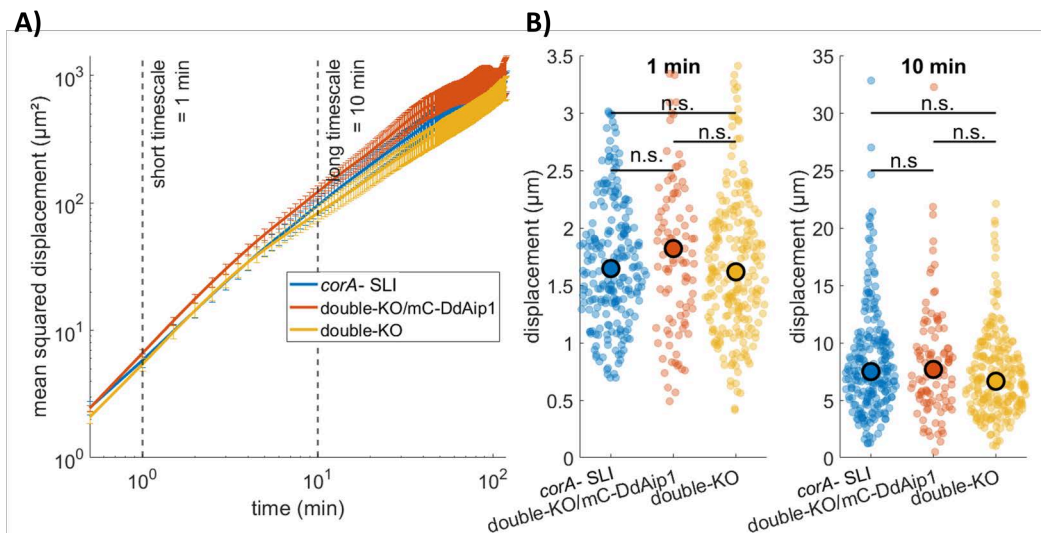 A)
mean squared displacement (µm²)
10³
10²
10¹
10⁰
short timescale
= 1 min
long timescale
= 10 min
corA- SLI
double-KO/mC-DdAip1
double-KO
10⁰
10¹
10²
time (min)
B)
displacement (µm)
3.5
3
2.5
2
1.5
1
0.5
0
1 min
n.s.
n.s.
n.s.
corA- SLI
double-KO/mC-DdAip1
double-KO
displacement (µm)
35
30
25
20
15
10
5
0
10 min
n.s.
n.s.
n.s
corA- SLI
double-KO/mC-DdAip1
double-KO